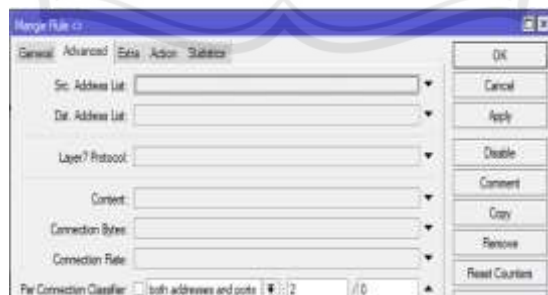 Mangle Rule <>
General Advanced Extra Action Statistics
OK
Src. Address List:
Cancel
Dst. Address List:
Apply
Layer7 Protocol:
Disable
Comment
Content:
Copy
Connection Bytes:
Remove
Connection Rate:
Reset Counters
Per Connection Classifier: both addresses and ports : 2 / 0